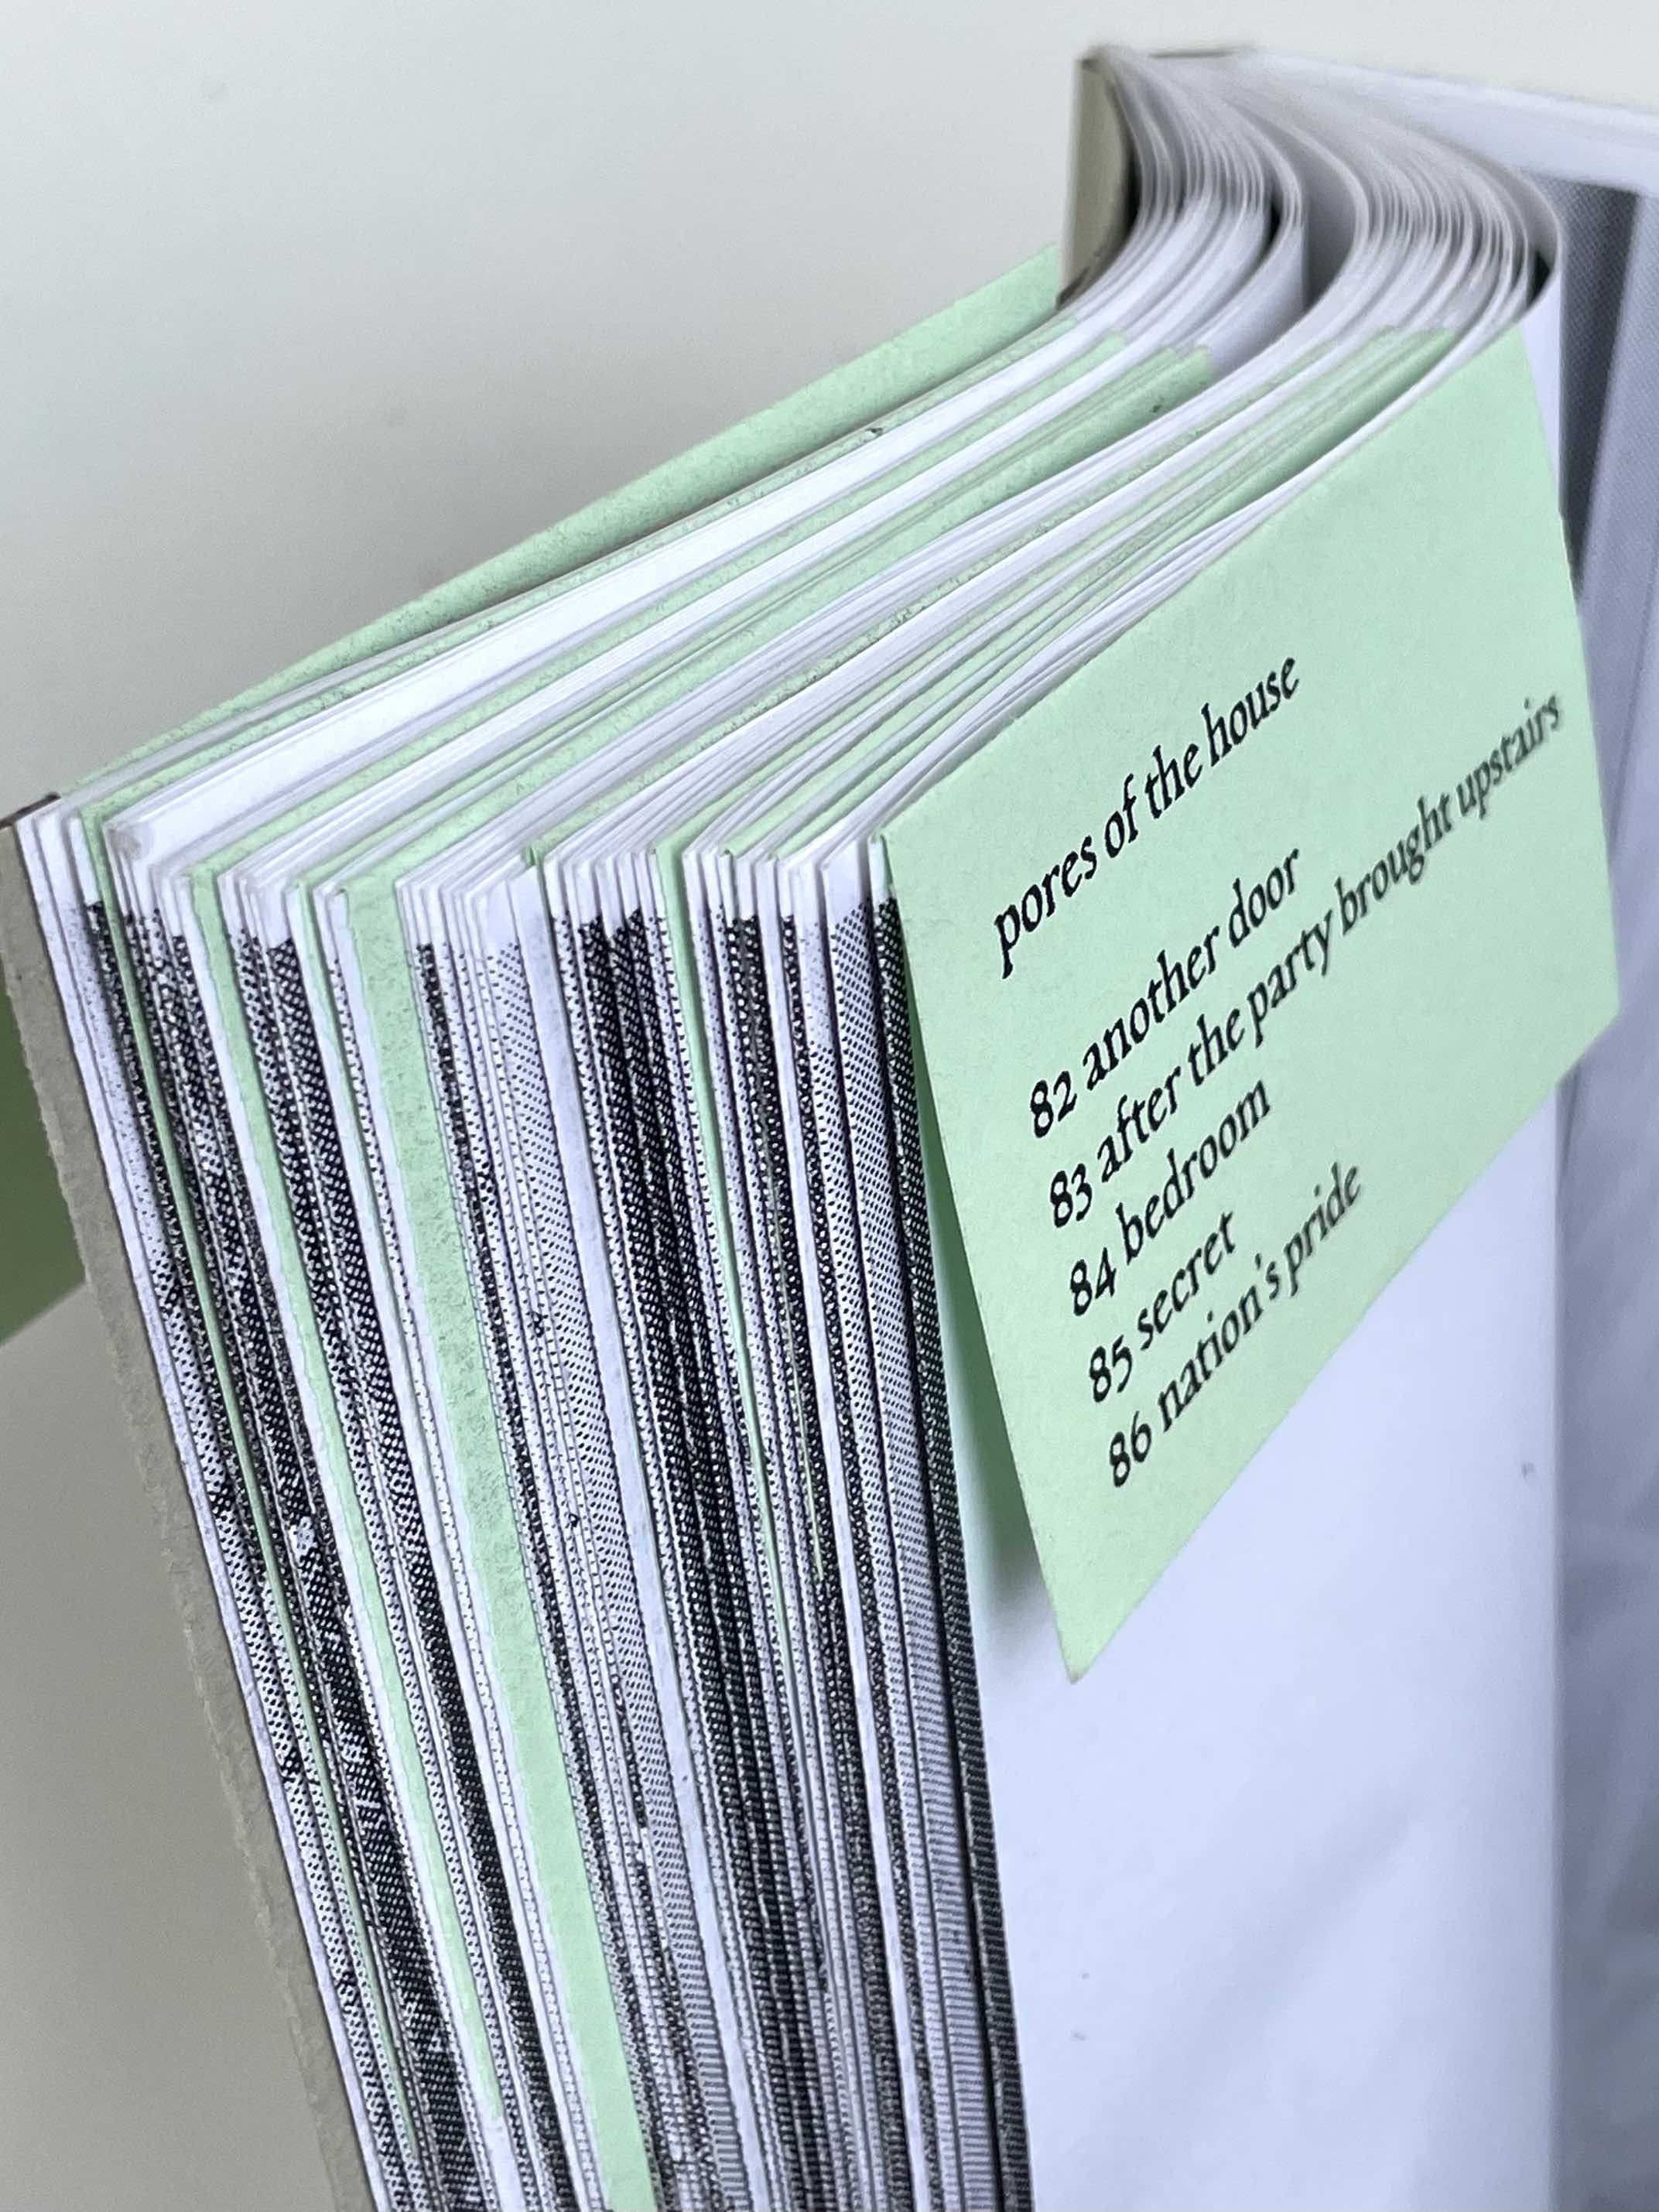 pores of the house
82 another door
83 after the party brought upstairs
84 bedroom
85 secret
86 nation's pride